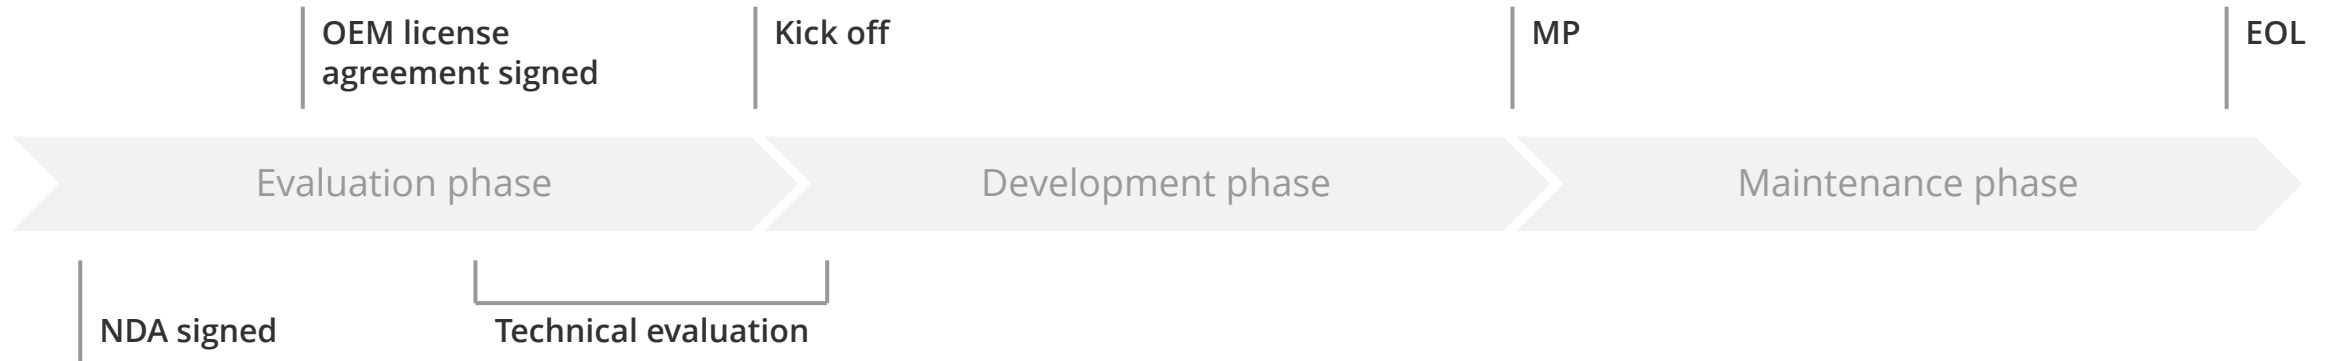 OEM license
agreement signed
Kick off
MP
EOL
Evaluation phase
Development phase
Maintenance phase
NDA signed
Technical evaluation